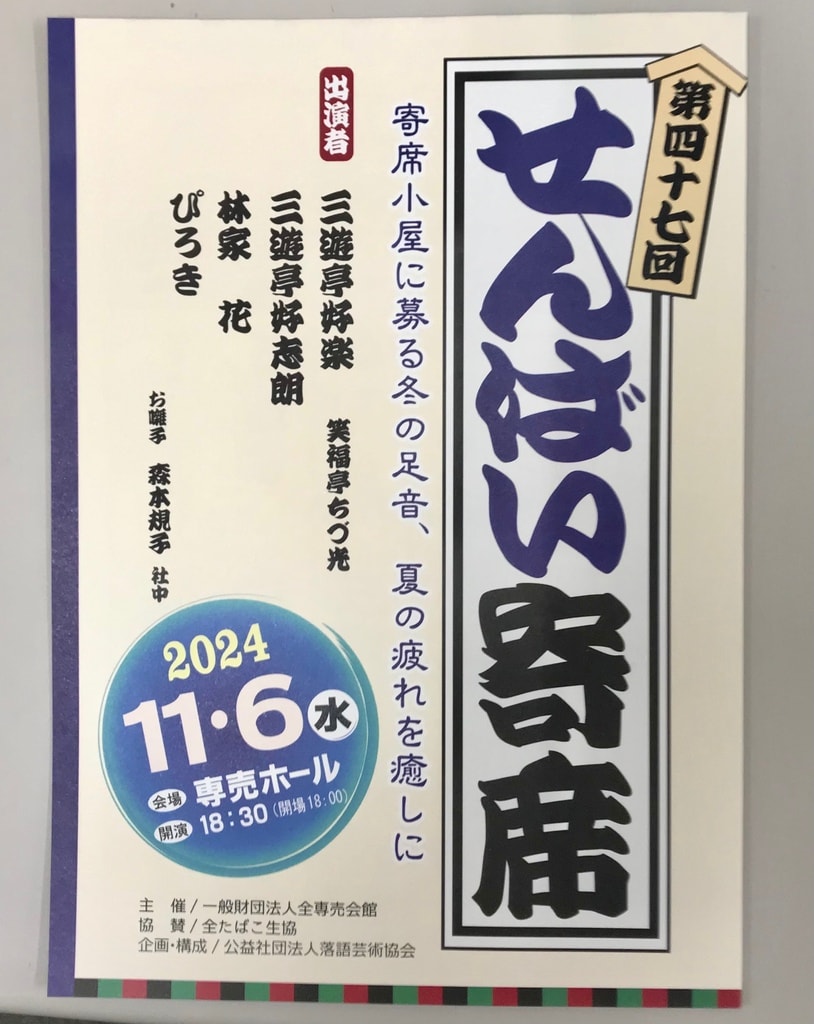 第四十七回
せんばい寄席
寄席小屋に募る冬の足音、夏の疲れを癒しに
出演者
三遊亭好楽
笑福亭ちづ光
三遊亭好志朗
林家 花
ぴろき
お囃子 森本規子 社中
2024
11・6 水
会場 専売ホール
開演 18:30(開場18:00)
主 催/一般財団法人全専売会館
協 賛/全たばこ生協
企画・構成/公益社団法人落語芸術協会